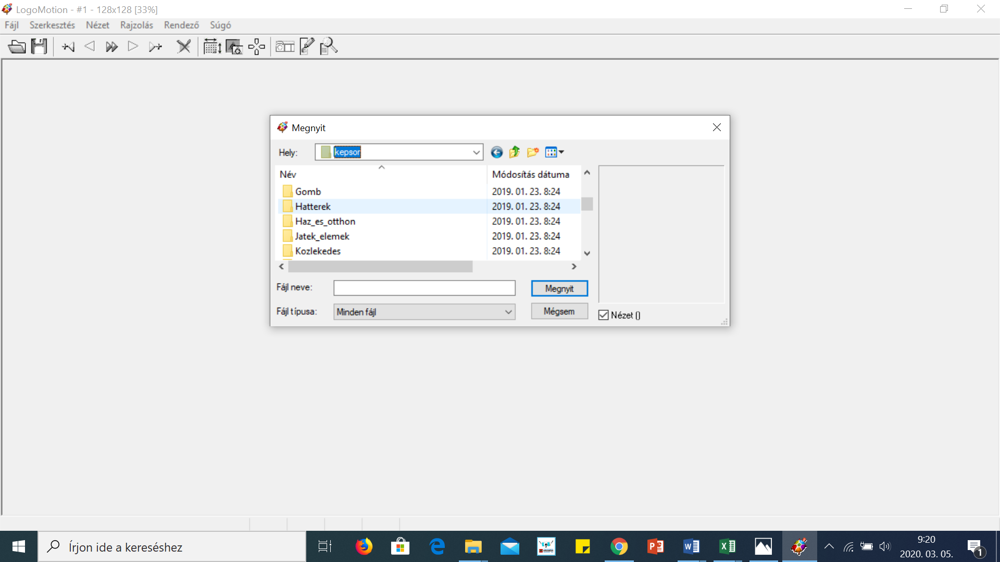 LogoMotion - #1 - 128x128 [33%]
Fájl Szerkesztés Nézet Rajzolás Rendező Súgó
Megnyit
Hely: kepsor
Név Módosítás dátuma
Gomb 2019. 01. 23. 8:24
Hatterek 2019. 01. 23. 8:24
Haz_es_otthon 2019. 01. 23. 8:24
Jatek_elemek 2019. 01. 23. 8:24
Kozlekedes 2019. 01. 23. 8:24
Fájl neve: Megnyit
Fájl típusa: Minden fájl Mégsem
Nézet ()
Írjon ide a kereséshez
9:20
2020. 03. 05.
1